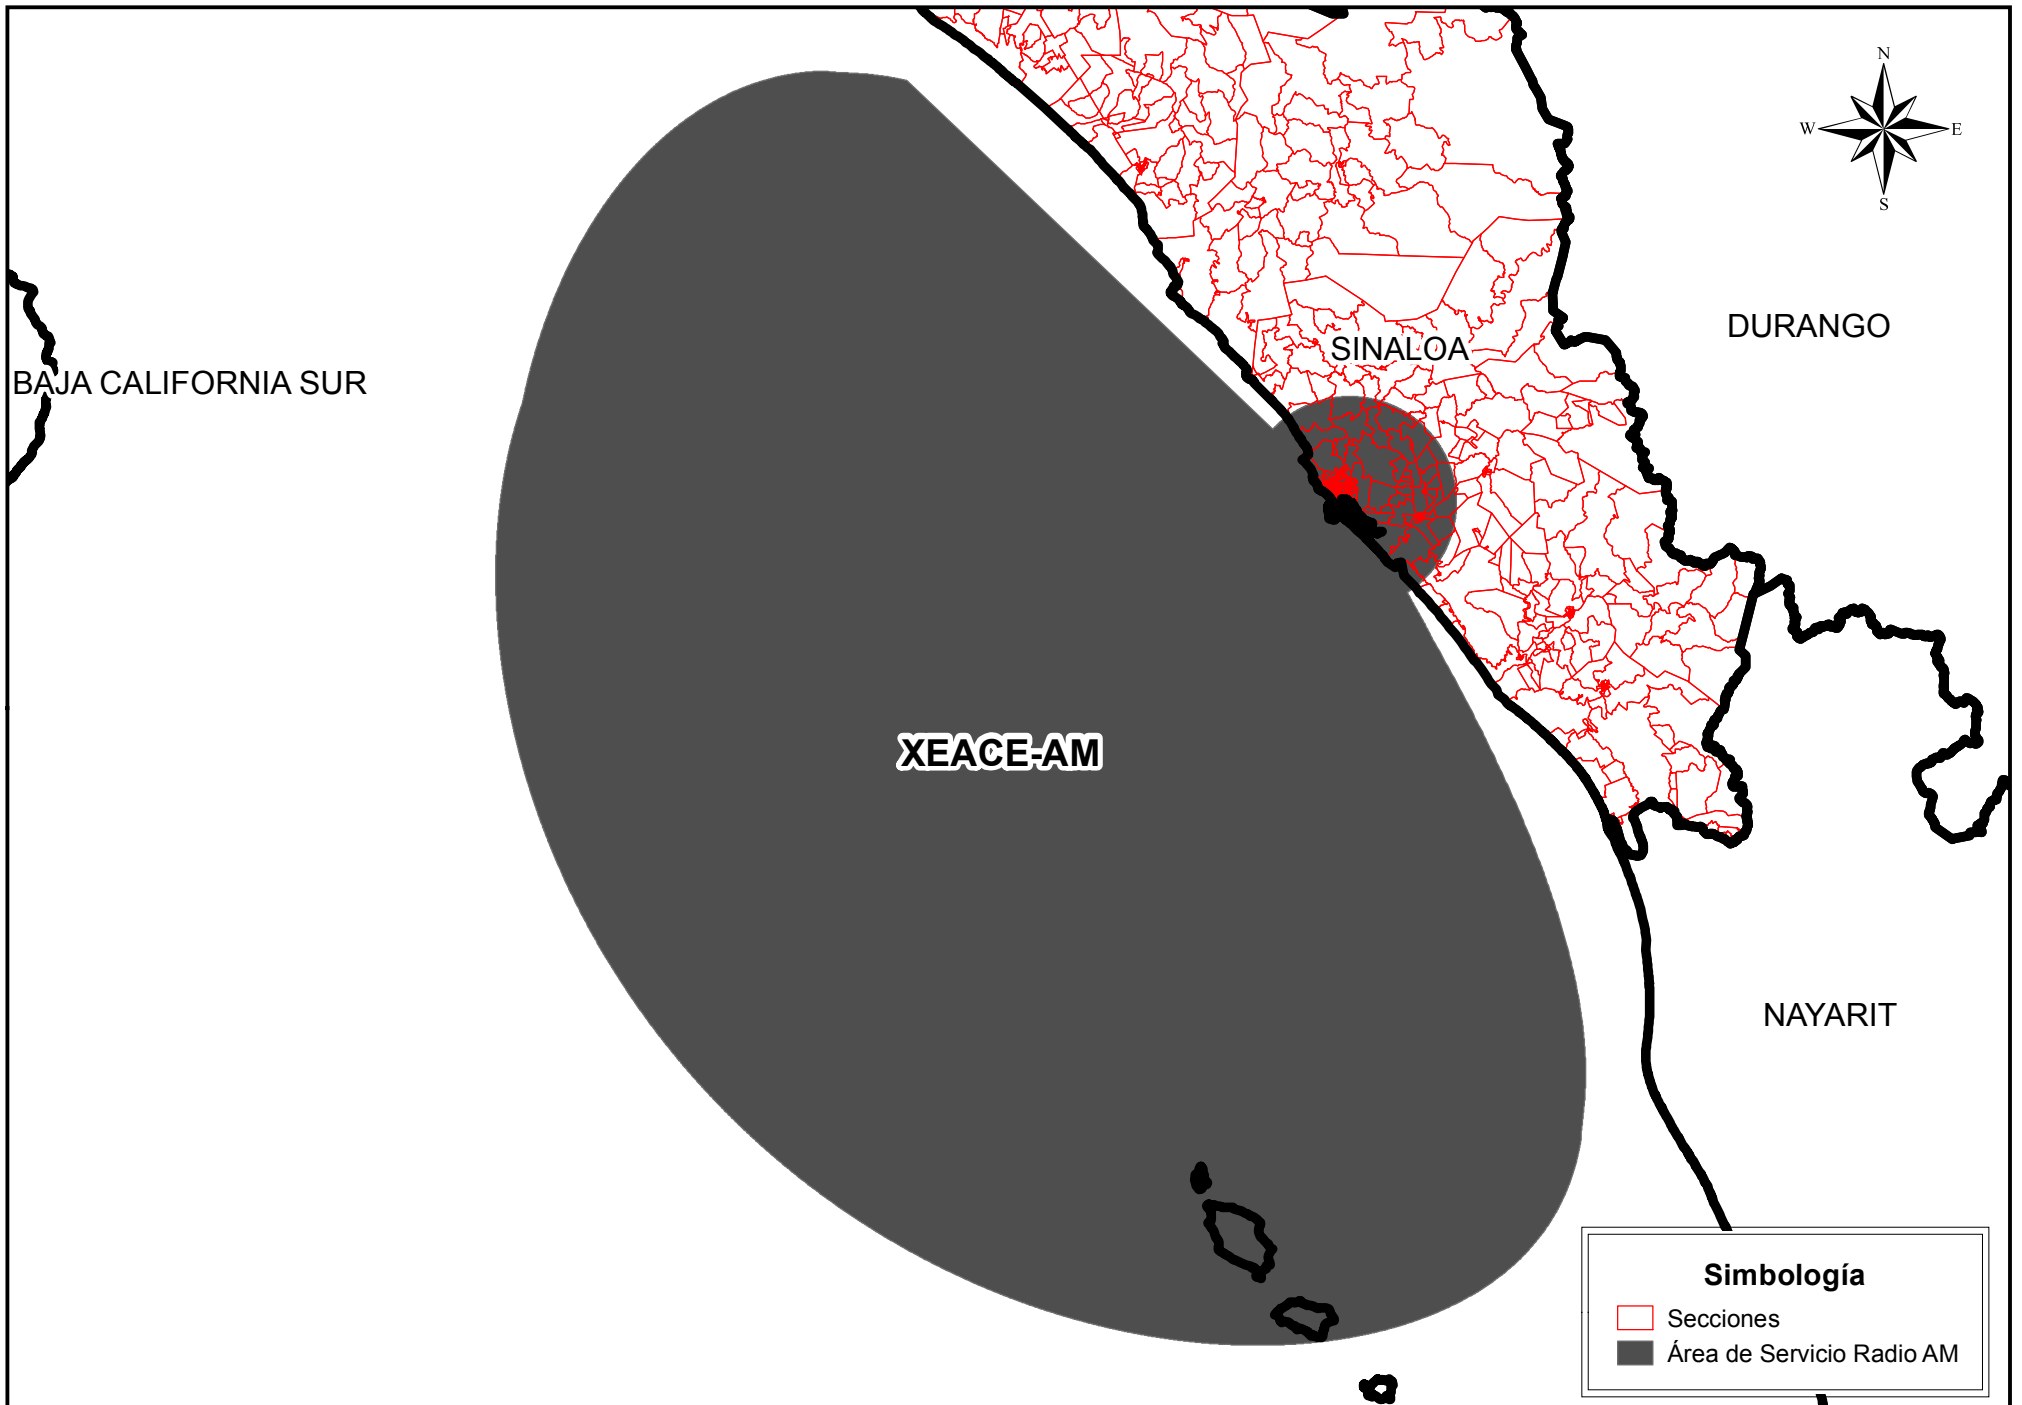 N
W E
S
DURANGO
SINALOA
BAJA CALIFORNIA SUR
XEACE-AM
NAYARIT
Simbología
Secciones
Área de Servicio Radio AM